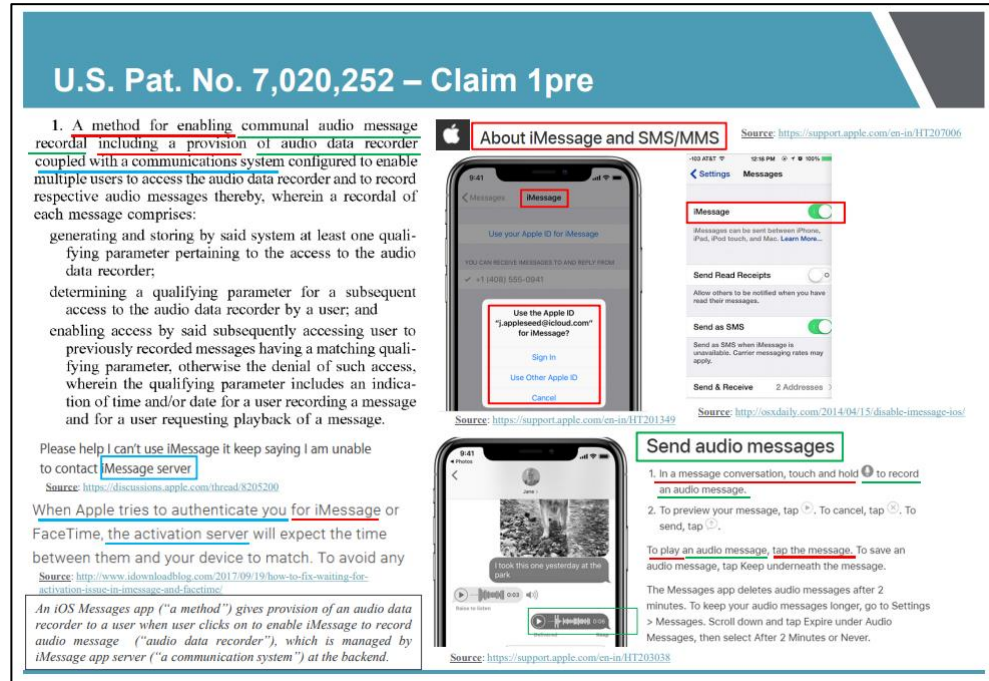 U.S. Pat. No. 7,020,252 – Claim 1pre
1. A method for enabling communal audio message
recordal including a provision of audio data recorder
coupled with a communications system configured to enable
multiple users to access the audio data recorder and to record
respective audio messages thereby, wherein a recordal of
each message comprises:
generating and storing by said system at least one quali-
fying parameter pertaining to the access to the audio
data recorder;
determining a qualifying parameter for a subsequent
access to the audio data recorder by a user; and
enabling access by said subsequently accessing user to
previously recorded messages having a matching quali-
fying parameter, otherwise the denial of such access,
wherein the qualifying parameter includes an indica-
tion of time and/or date for a user recording a message
and for a user requesting playback of a message.
Please help I can't use iMessage it keep saying I am unable
to contact iMessage server
Source: https://discussions.apple.com/thread/8205200
When Apple tries to authenticate you for iMessage or
FaceTime, the activation server will expect the time
between them and your device to match. To avoid any
Source: http://www.idownloadblog.com/2017/09/19/how-to-fix-waiting-for-
activation-issue-in-imessage-and-facetime/
An iOS Messages app ("a method") gives provision of an audio data
recorder to a user when user clicks on to enable iMessage to record
audio message ("audio data recorder"), which is managed by
iMessage app server ("a communication system") at the backend.
About iMessage and SMS/MMS
Source: https://support.apple.com/en-in/HT207006
9:41
Messages iMessage
Use your Apple ID for iMessage
YOU CAN RECEIVE IMESSAGES TO AND REPLY FROM
+1 (408) 555-0941
Use the Apple ID
"j.appleseed@icloud.com"
for iMessage?
Sign In
Use Other Apple ID
Cancel
Source: https://support.apple.com/en-in/HT201349
-103 AT&T 12:16 PM 100%
Settings Messages
iMessage
iMessages can be sent between iPhone,
iPad, iPod touch, and Mac. Learn More...
Send Read Receipts
Allow others to be notified when you have
read their messages.
Send as SMS
Send as SMS when iMessage is
unavailable. Carrier messaging rates may
apply.
Send & Receive 2 Addresses
Source: http://osxdaily.com/2014/04/15/disable-imessage-ios/
9:41
Photos
Jane
I took this one yesterday at the
park
0:03
Raise to listen
0:06
Delivered Keep
Source: https://support.apple.com/en-in/HT203038
Send audio messages
1. In a message conversation, touch and hold to record
an audio message.
2. To preview your message, tap . To cancel, tap . To
send, tap .
To play an audio message, tap the message. To save an
audio message, tap Keep underneath the message.
The Messages app deletes audio messages after 2
minutes. To keep your audio messages longer, go to Settings
> Messages. Scroll down and tap Expire under Audio
Messages, then select After 2 Minutes or Never.